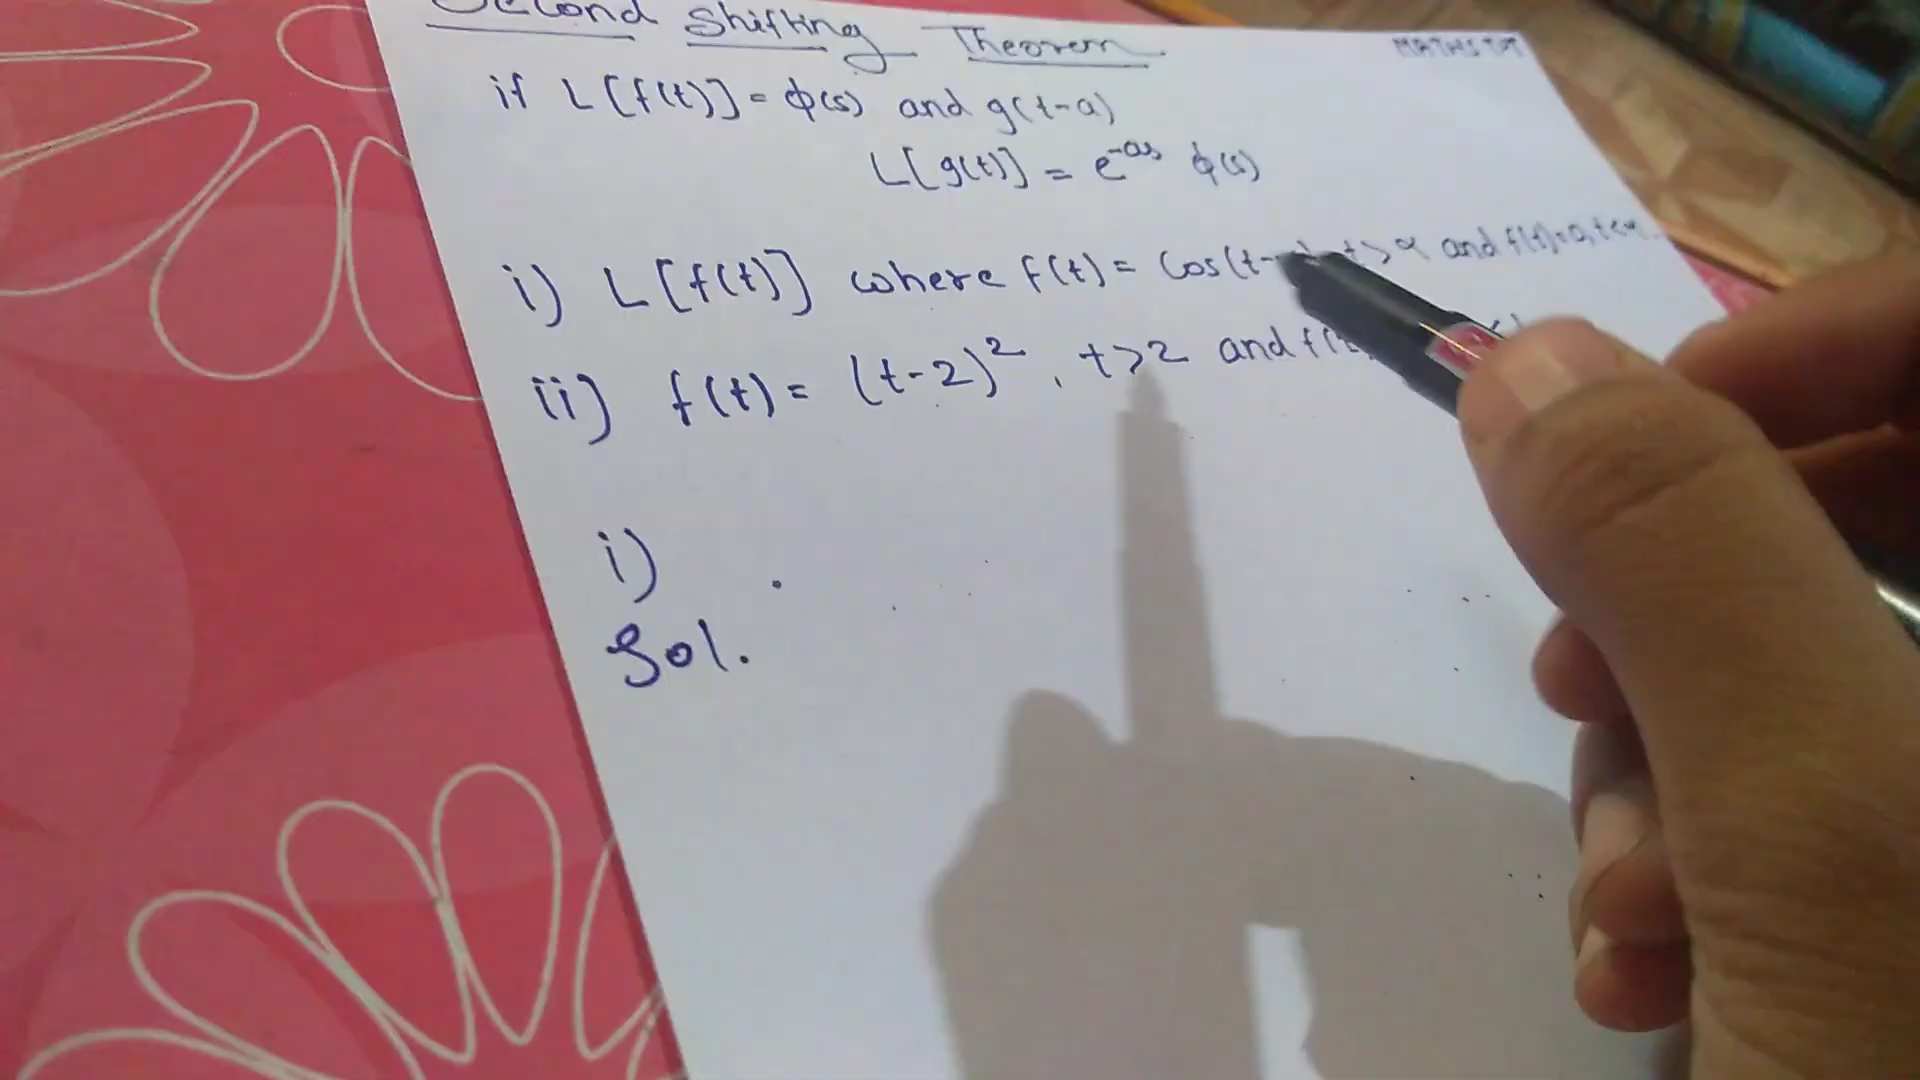 Second Shifting Theorem
MATHS
if L[f(t)] = ϕ(s) and g(t-a)
L[g(t)] = e^-as ϕ(s)
i) L[f(t)] where f(t) = Cos(t- t>α and f(t)=0, t<α
ii) f(t) = (t-2)², t>2 and
i)
Sol.